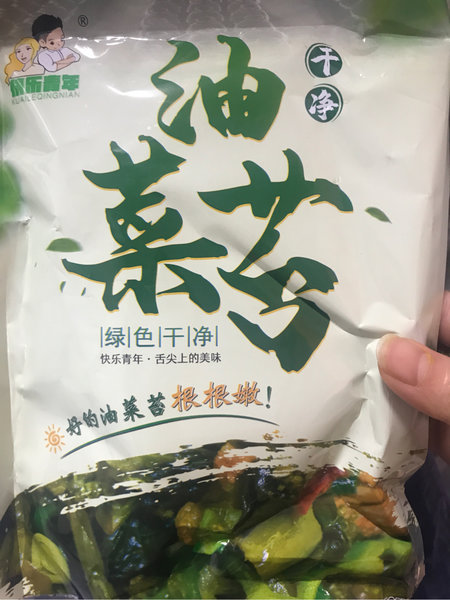 ®
快乐青年
KUAILEQINGNIAN
干净
油
菜苔
绿色干净
快乐青年·舌尖上的美味
好的油菜苔根根嫩!